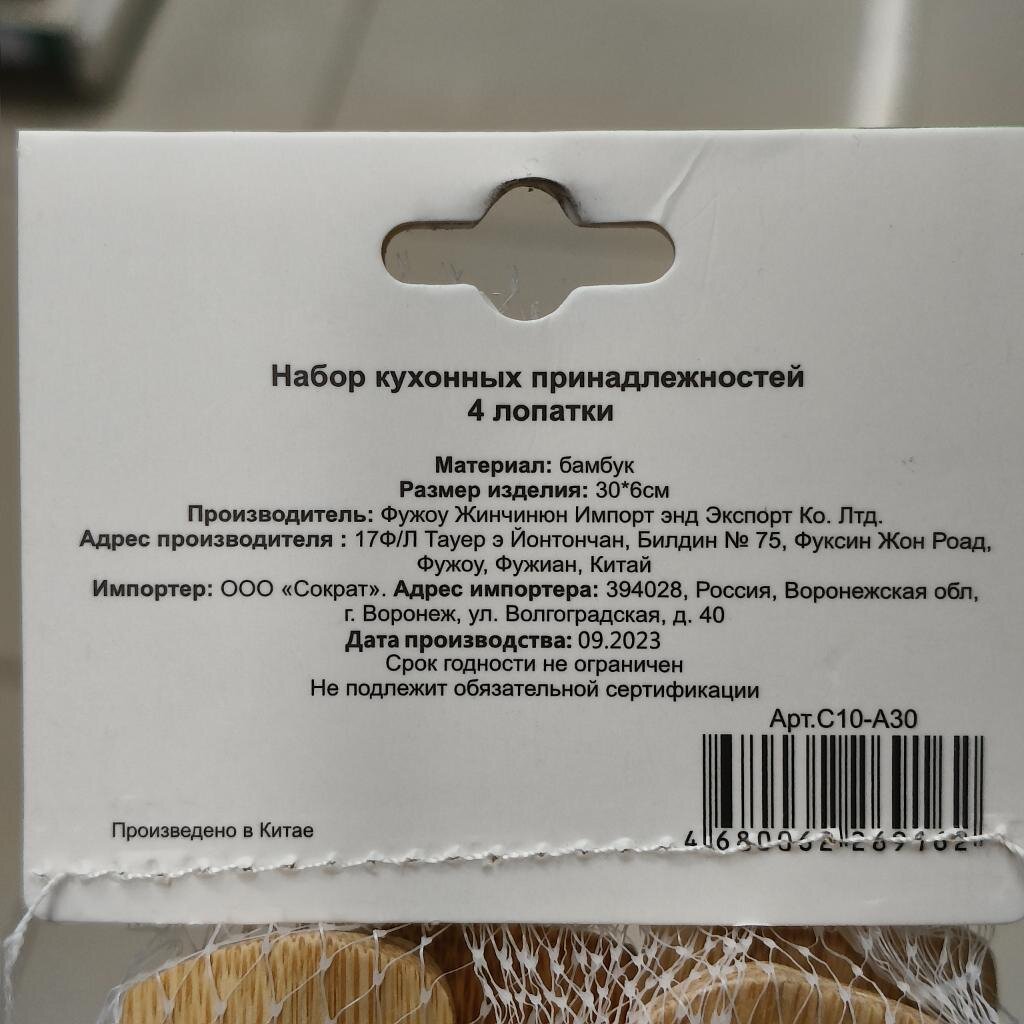 Набор кухонных принадлежностей
4 лопатки
Материал: бамбук
Размер изделия: 30*6см
Производитель: Фужоу Жинчинюн Импорт энд Экспорт Ко. Лтд.
Адрес производителя : 17Ф/Л Тауер э Йонтончан, Билдин № 75, Фуксин Жон Роад,
Фужоу, Фужиан, Китай
Импортер: ООО «Сократ». Адрес импортера: 394028, Россия, Воронежская обл,
г. Воронеж, ул. Волгоградская, д. 40
Дата производства: 09.2023
Срок годности не ограничен
Не подлежит обязательной сертификации
Арт.С10-А30
4 680062 269162
Произведено в Китае